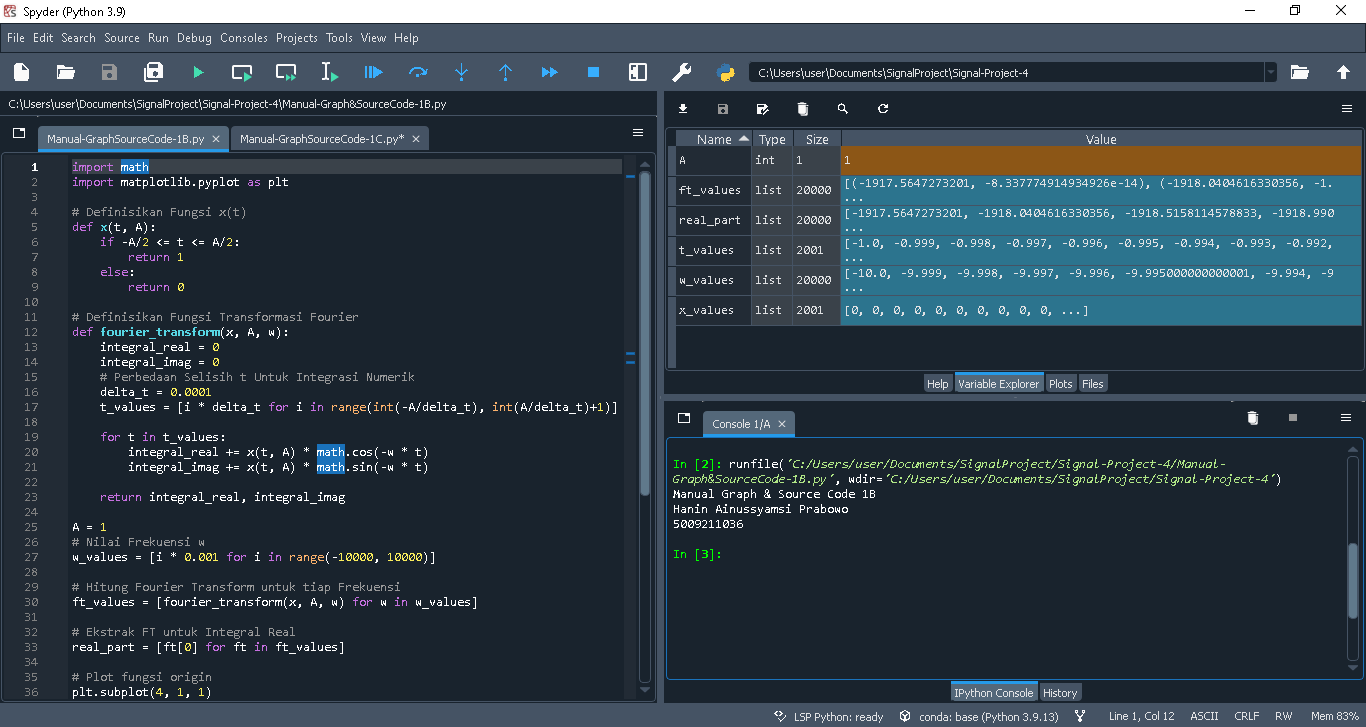 Spyder (Python 3.9)
File Edit Search Source Run Debug Consoles Projects Tools View Help
C:\Users\user\Documents\SignalProject\Signal-Project-4
C:\Users\user\Documents\SignalProject\Signal-Project-4\Manual-Graph&SourceCode-1B.py
Manual-GraphSourceCode-1B.py
Manual-GraphSourceCode-1C.py*
1 import math
2 import matplotlib.pyplot as plt
3
4 # Definisikan Fungsi x(t)
5 def x(t, A):
6     if -A/2 <= t <= A/2:
7         return 1
8     else:
9         return 0
10
11 # Definisikan Fungsi Transformasi Fourier
12 def fourier_transform(x, A, w):
13     integral_real = 0
14     integral_imag = 0
15     # Perbedaan Selisih t Untuk Integrasi Numerik
16     delta_t = 0.0001
17     t_values = [i * delta_t for i in range(int(-A/delta_t), int(A/delta_t)+1)]
18
19     for t in t_values:
20         integral_real += x(t, A) * math.cos(-w * t)
21         integral_imag += x(t, A) * math.sin(-w * t)
22
23     return integral_real, integral_imag
24
25 A = 1
26 # Nilai Frekuensi w
27 w_values = [i * 0.001 for i in range(-10000, 10000)]
28
29 # Hitung Fourier Transform untuk tiap Frekuensi
30 ft_values = [fourier_transform(x, A, w) for w in w_values]
31
32 # Ekstrak FT untuk Integral Real
33 real_part = [ft[0] for ft in ft_values]
34
35 # Plot fungsi origin
36 plt.subplot(4, 1, 1)
Name Type Size Value
A int 1 1
ft_values list 20000 [(-1917.5647273201, -8.337774914934926e-14), (-1918.0404616330356, -1.
...
real_part list 20000 [-1917.5647273201, -1918.0404616330356, -1918.5158114578833, -1918.990
...
t_values list 2001 [-1.0, -0.999, -0.998, -0.997, -0.996, -0.995, -0.994, -0.993, -0.992,
...
w_values list 20000 [-10.0, -9.999, -9.998, -9.997, -9.996, -9.995000000000001, -9.994, -9
...
x_values list 2001 [0, 0, 0, 0, 0, 0, 0, 0, 0, 0, ...]
Help Variable Explorer Plots Files
Console 1/A
In [2]: runfile('C:/Users/user/Documents/SignalProject/Signal-Project-4/Manual-
Graph&SourceCode-1B.py', wdir='C:/Users/user/Documents/SignalProject/Signal-Project-4')
Manual Graph & Source Code 1B
Hanin Ainussyamsi Prabowo
5009211036
In [3]:
IPython Console History
LSP Python: ready conda: base (Python 3.9.13) Line 1, Col 12 ASCII CRLF RW Mem 83%